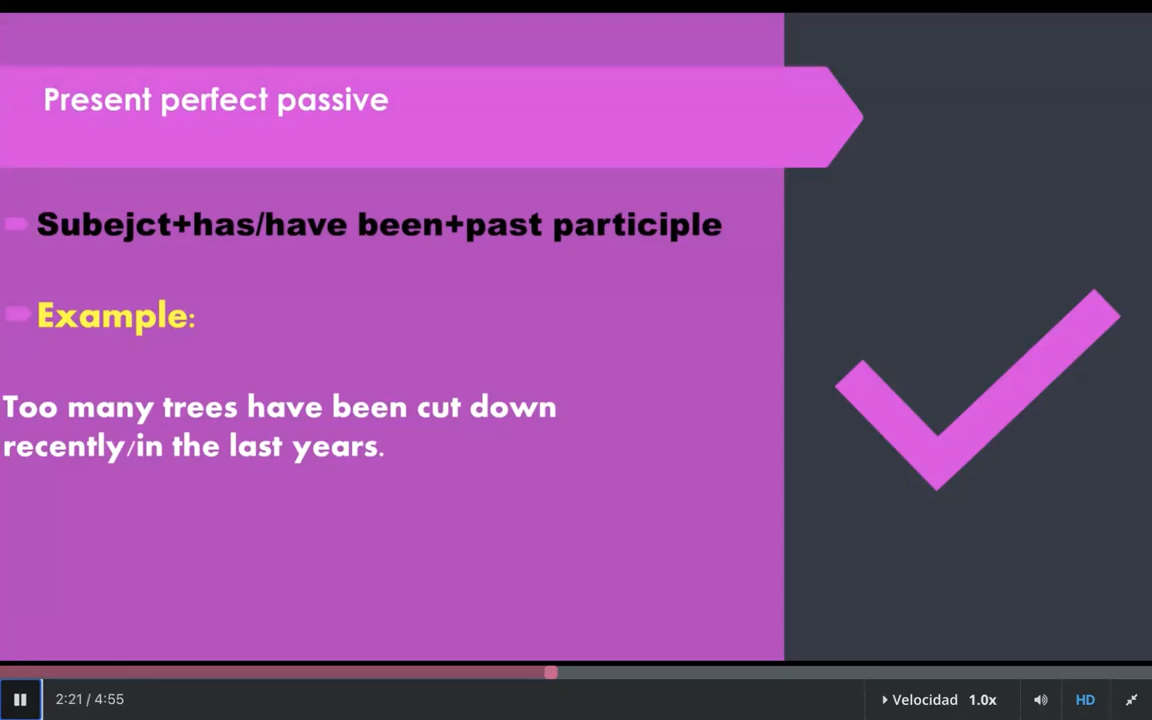 Present perfect passive
Subejct+has/have been+past participle
Example:
Too many trees have been cut down
recently/in the last years.
2:21 / 4:55
Velocidad 1.0x
HD